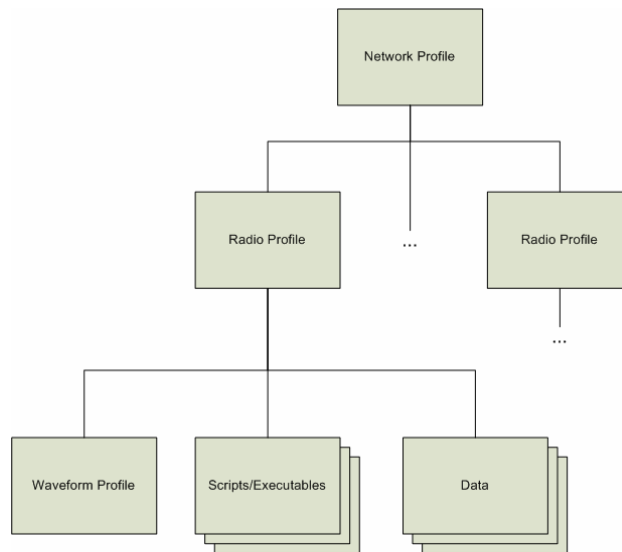 Network Profile
Radio Profile
...
Radio Profile
...
Waveform Profile
Scripts/Executables
Data